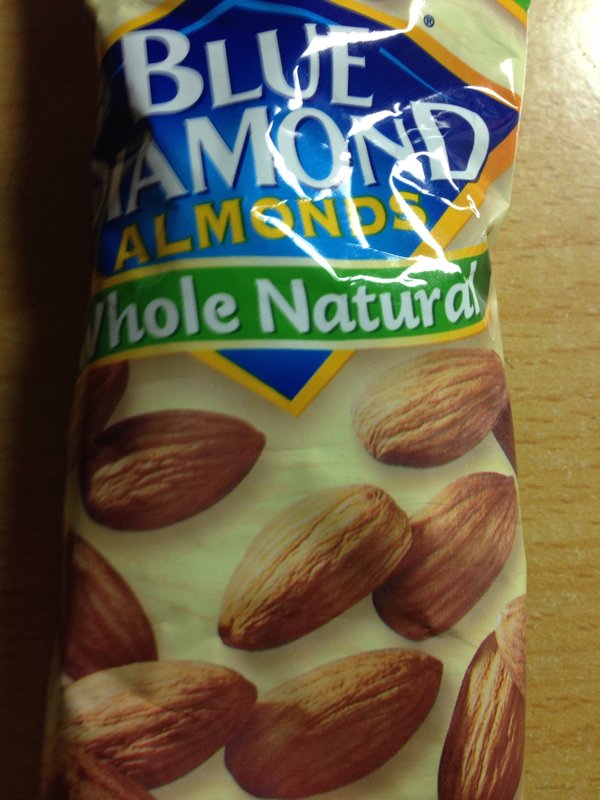 BLUE
DIAMOND
®
ALMONDS
Whole Natural